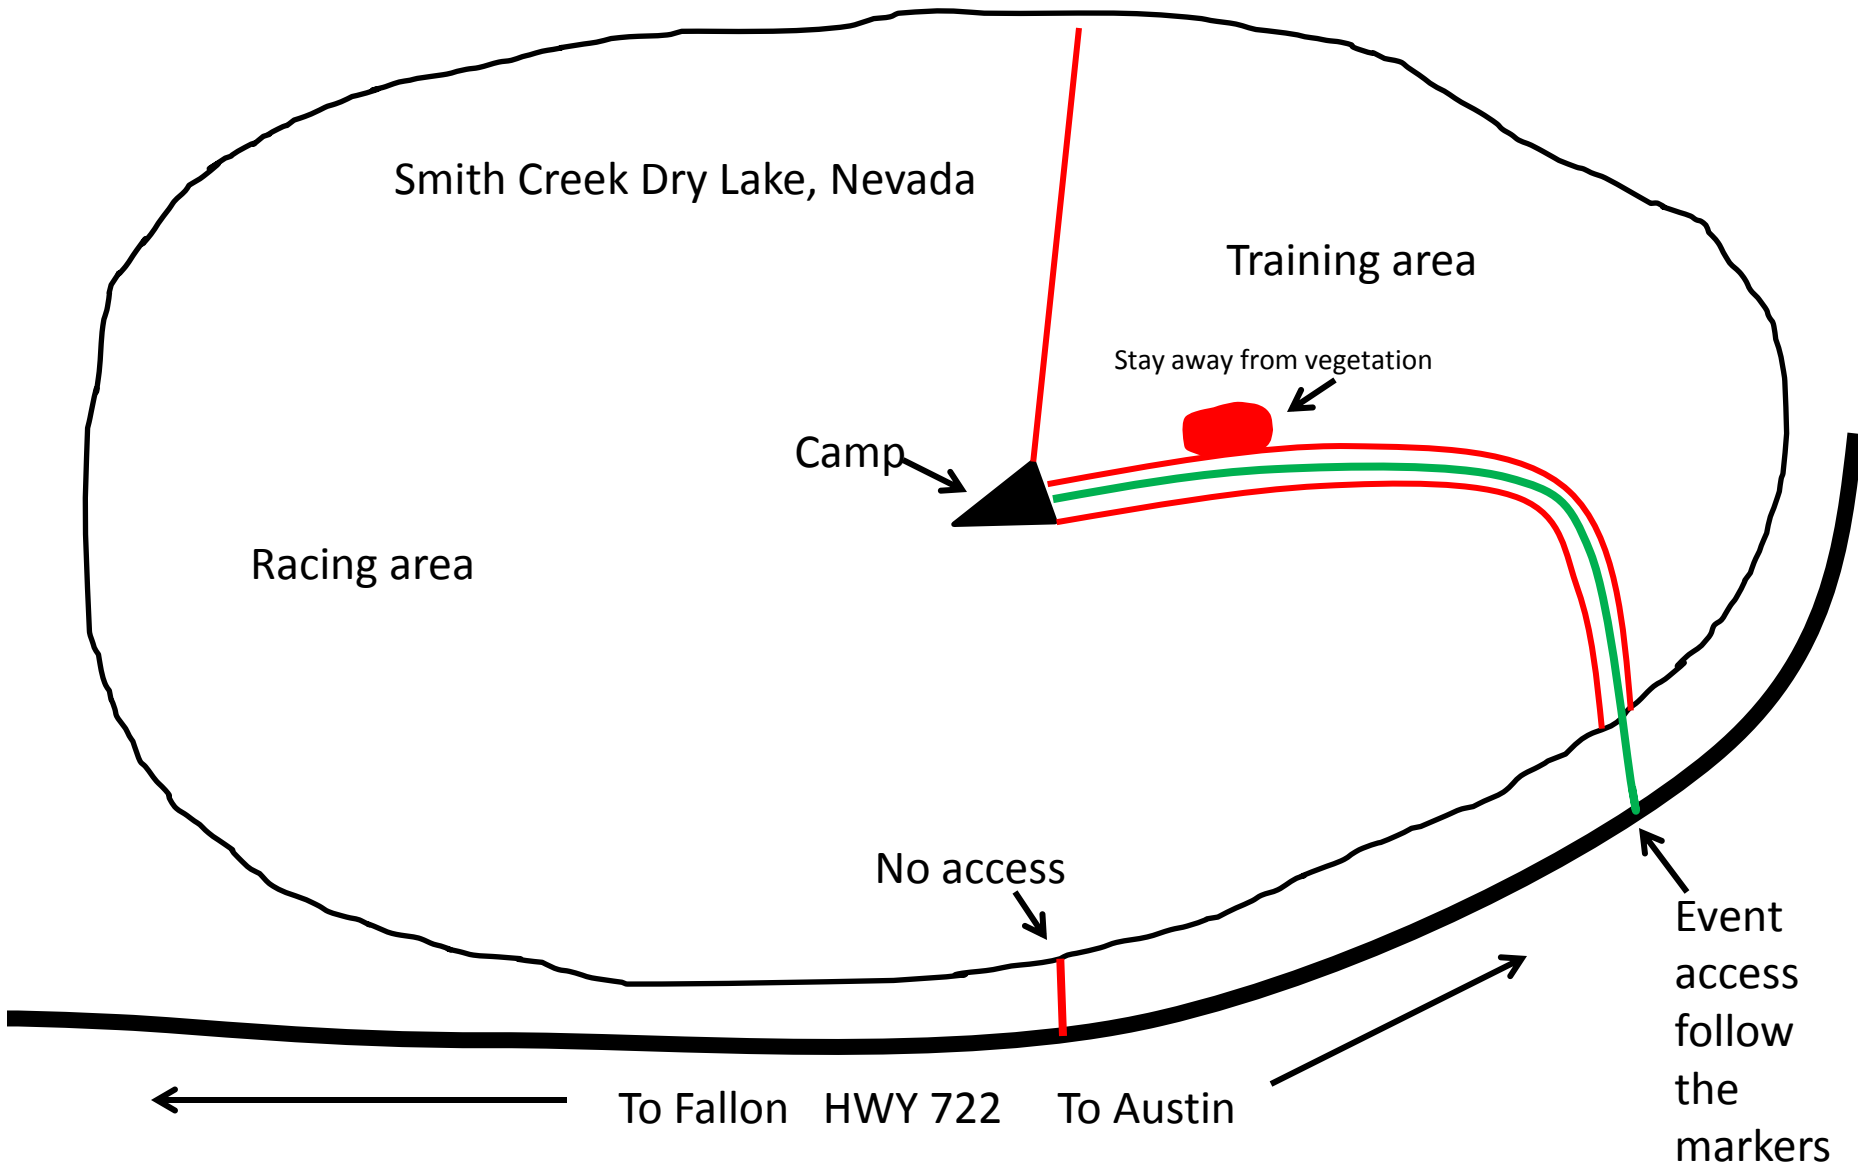 Smith Creek Dry Lake, Nevada
Training area
Stay away from vegetation
Camp
Racing area
No access
Event
access
follow
the
markers
To Fallon HWY 722 To Austin